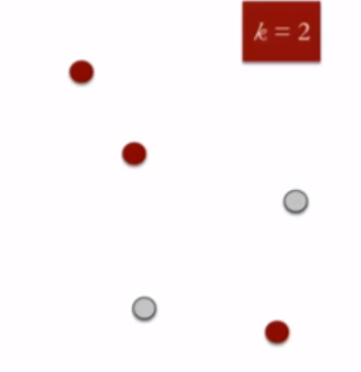 k = 2